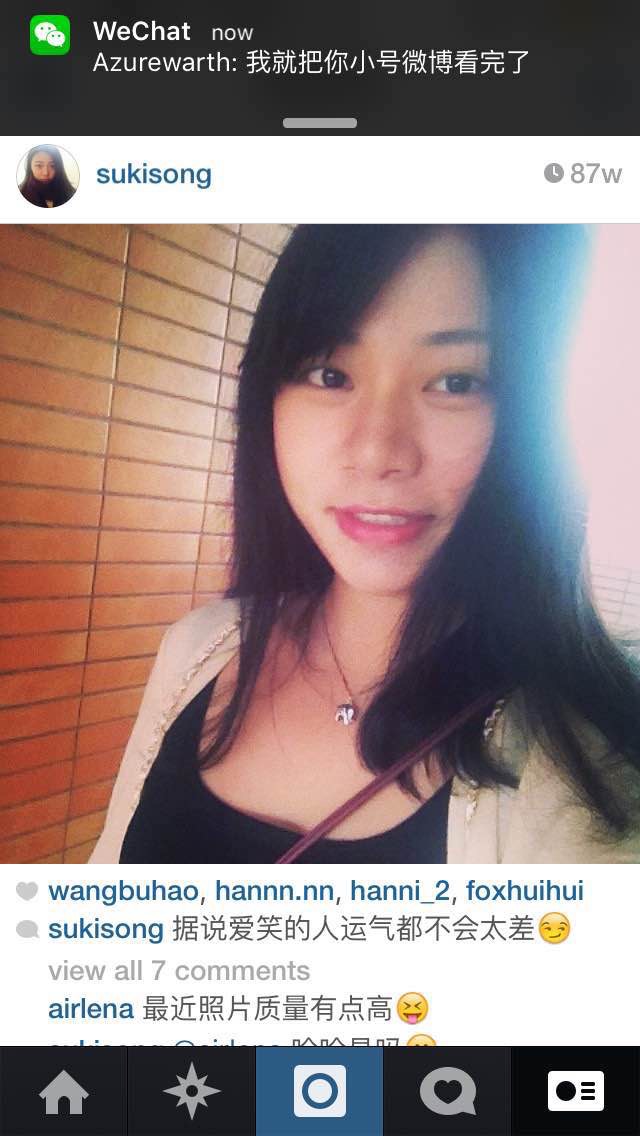 WeChat now
Azurewarth: 我就把你小号微博看完了
sukisong 87w
wangbuhao, hannn.nn, hanni_2, foxhuihui
sukisong 据说爱笑的人运气都不会太差😏
view all 7 comments
airlena 最近照片质量有点高😝